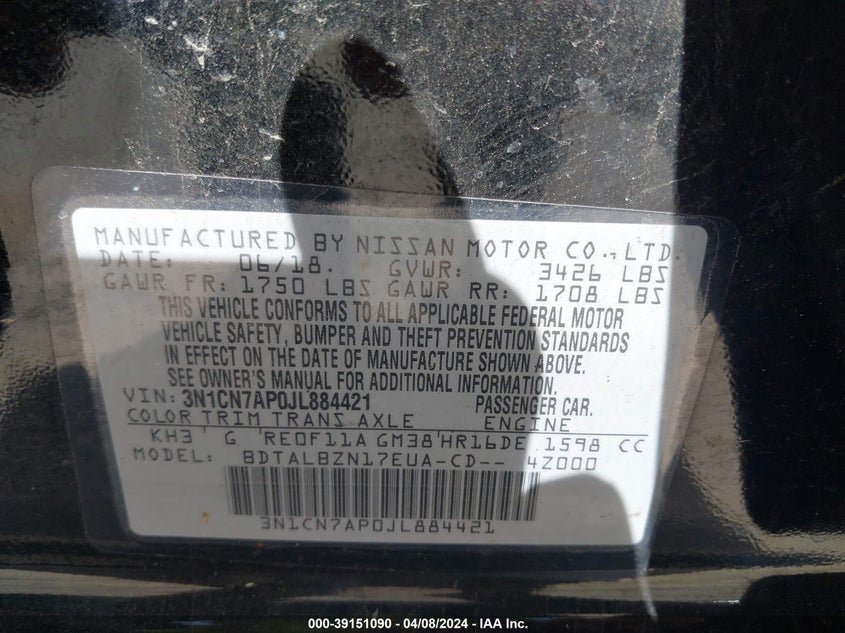 MANUFACTURED BY NISSAN MOTOR CO., LTD.
DATE: 06/18. GVWR: 3426 LBS
GAWR FR: 1750 LBS GAWR RR: 1708 LBS
THIS VEHICLE CONFORMS TO ALL APPLICABLE FEDERAL MOTOR
VEHICLE SAFETY, BUMPER AND THEFT PREVENTION STANDARDS
IN EFFECT ON THE DATE OF MANUFACTURE SHOWN ABOVE.
SEE OWNER'S MANUAL FOR ADDITIONAL INFORMATION.
VIN: 3N1CN7AP0JL884421 PASSENGER CAR.
COLOR TRIM TRANS AXLE ENGINE
KH3 G RE0F11A GM38 HR16DE 1598 CC
MODEL: BDTALBZN17EUA-CD-- 4Z000
3N1CN7AP0JL884421
000-39151090 - 04/08/2024 - IAA Inc.